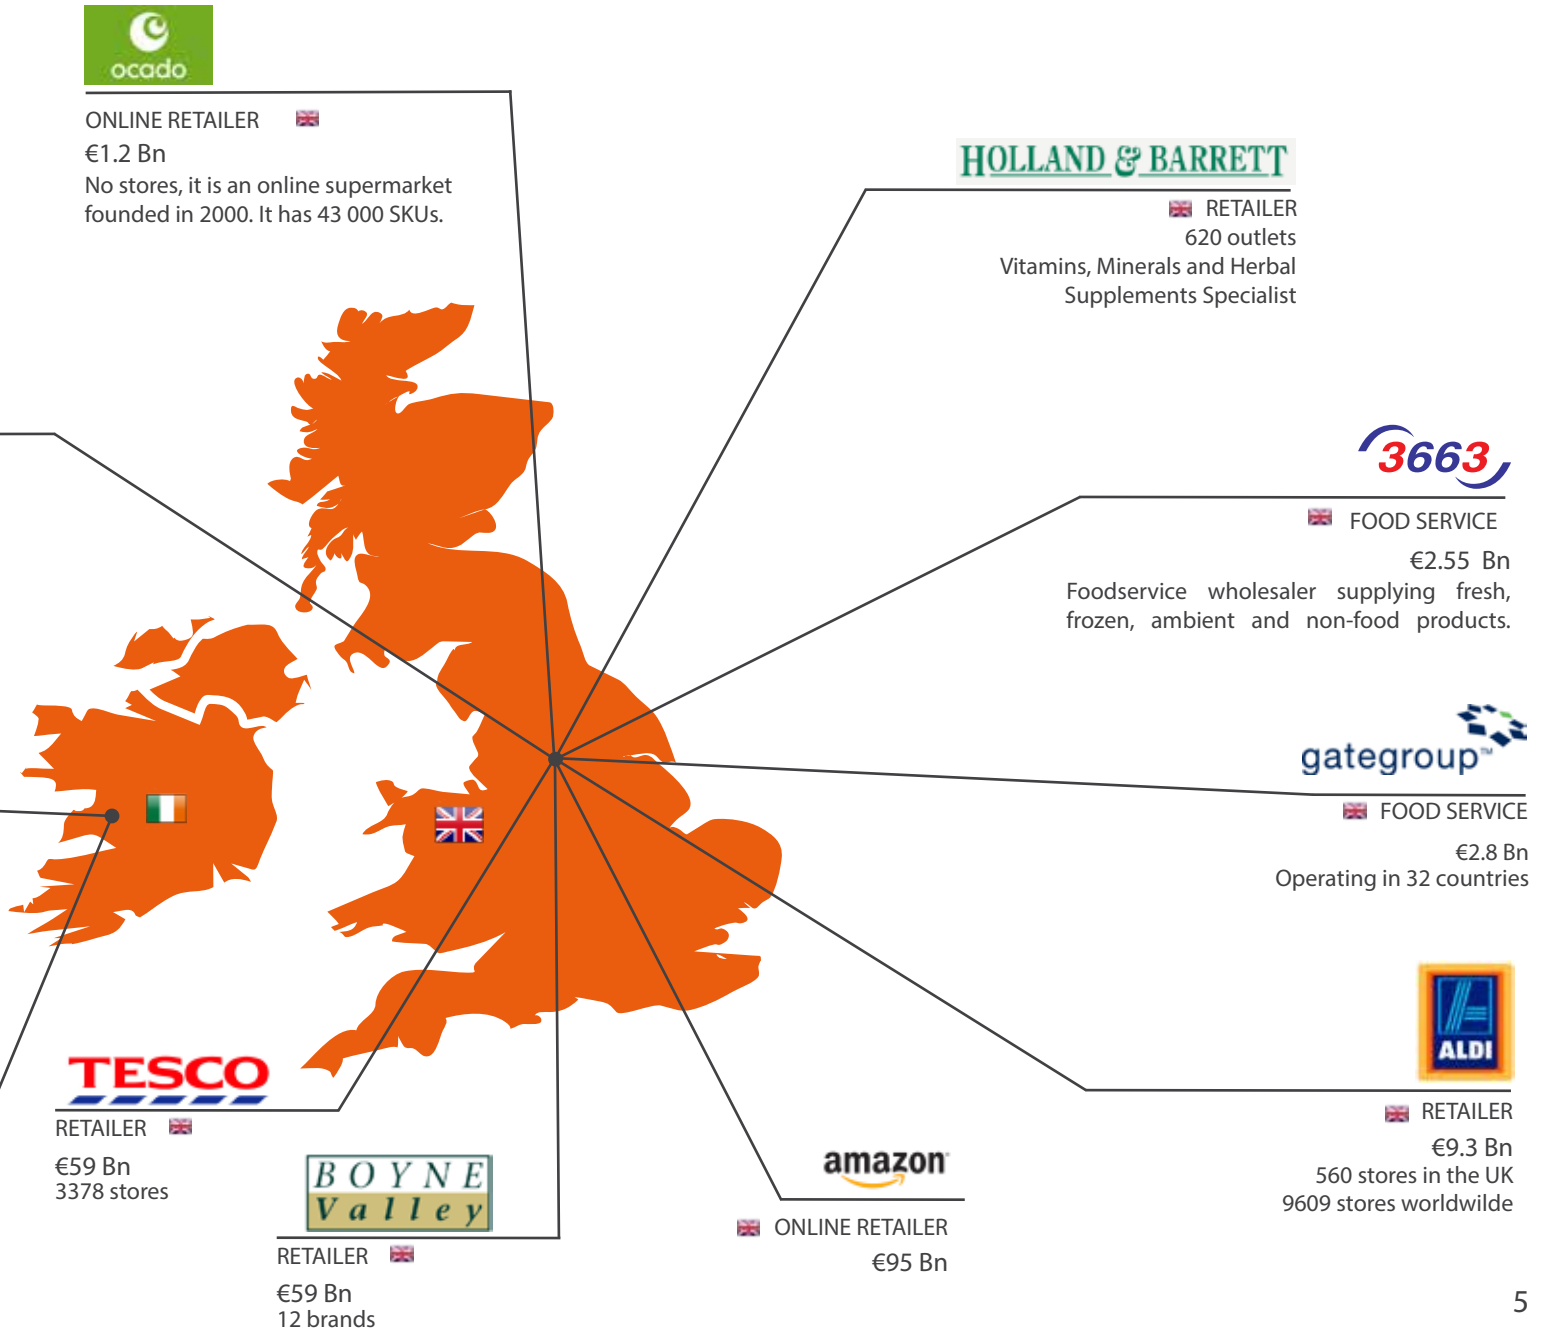 ocado
ONLINE RETAILER
€1.2 Bn
No stores, it is an online supermarket
founded in 2000. It has 43 000 SKUs.
HOLLAND & BARRETT
RETAILER
620 outlets
Vitamins, Minerals and Herbal
Supplements Specialist
3663
FOOD SERVICE
€2.55 Bn
Foodservice wholesaler supplying fresh,
frozen, ambient and non-food products.
gategroup™
FOOD SERVICE
€2.8 Bn
Operating in 32 countries
ALDI
RETAILER
€9.3 Bn
560 stores in the UK
9609 stores worldwilde
TESCO
RETAILER
€59 Bn
3378 stores
BOYNE
Valley
RETAILER
€59 Bn
12 brands
amazon
ONLINE RETAILER
€95 Bn
5